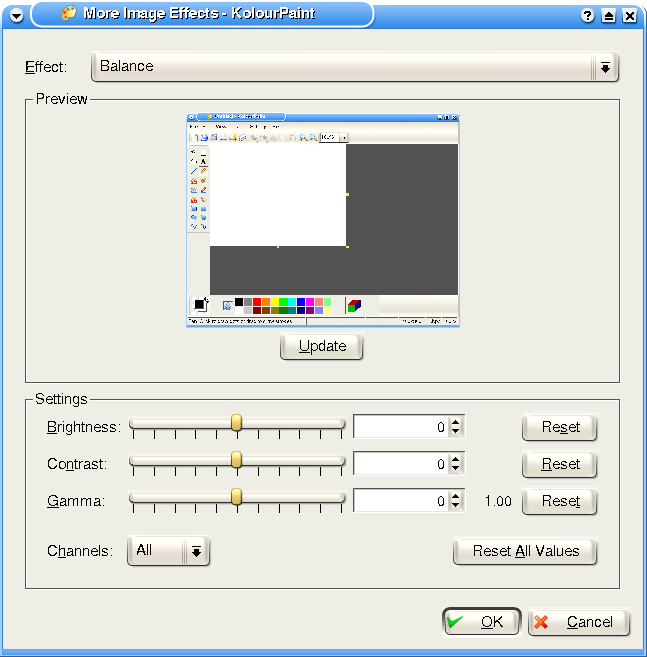 More Image Effects - KolourPaint
Effect: Balance
Preview
Update
Settings
Brightness: 0 Reset
Contrast: 0 Reset
Gamma: 0 1.00 Reset
Channels: All Reset All Values
OK Cancel